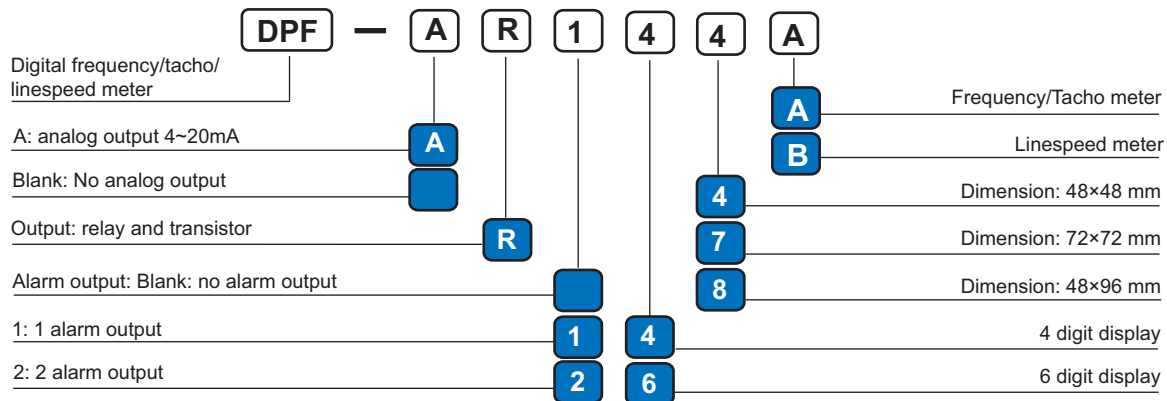 DPF — A R 1 4 4 A
Digital frequency/tacho/
linespeed meter
A Frequency/Tacho meter
A: analog output 4~20mA A
B Linespeed meter
Blank: No analog output
4 Dimension: 48×48 mm
Output: relay and transistor R
7 Dimension: 72×72 mm
Alarm output: Blank: no alarm output
8 Dimension: 48×96 mm
1: 1 alarm output 1 4 4 digit display
2: 2 alarm output 2 6 6 digit display